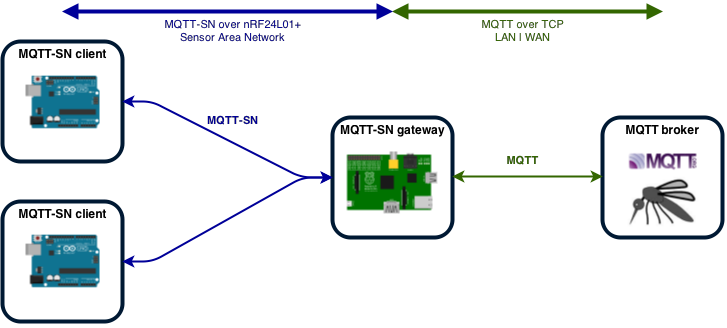 MQTT-SN over nRF24L01+
Sensor Area Network
MQTT over TCP
LAN | WAN
MQTT-SN client
MQTT-SN
MQTT-SN gateway
MQTT
MQTT broker
MQTT
MQTT-SN client